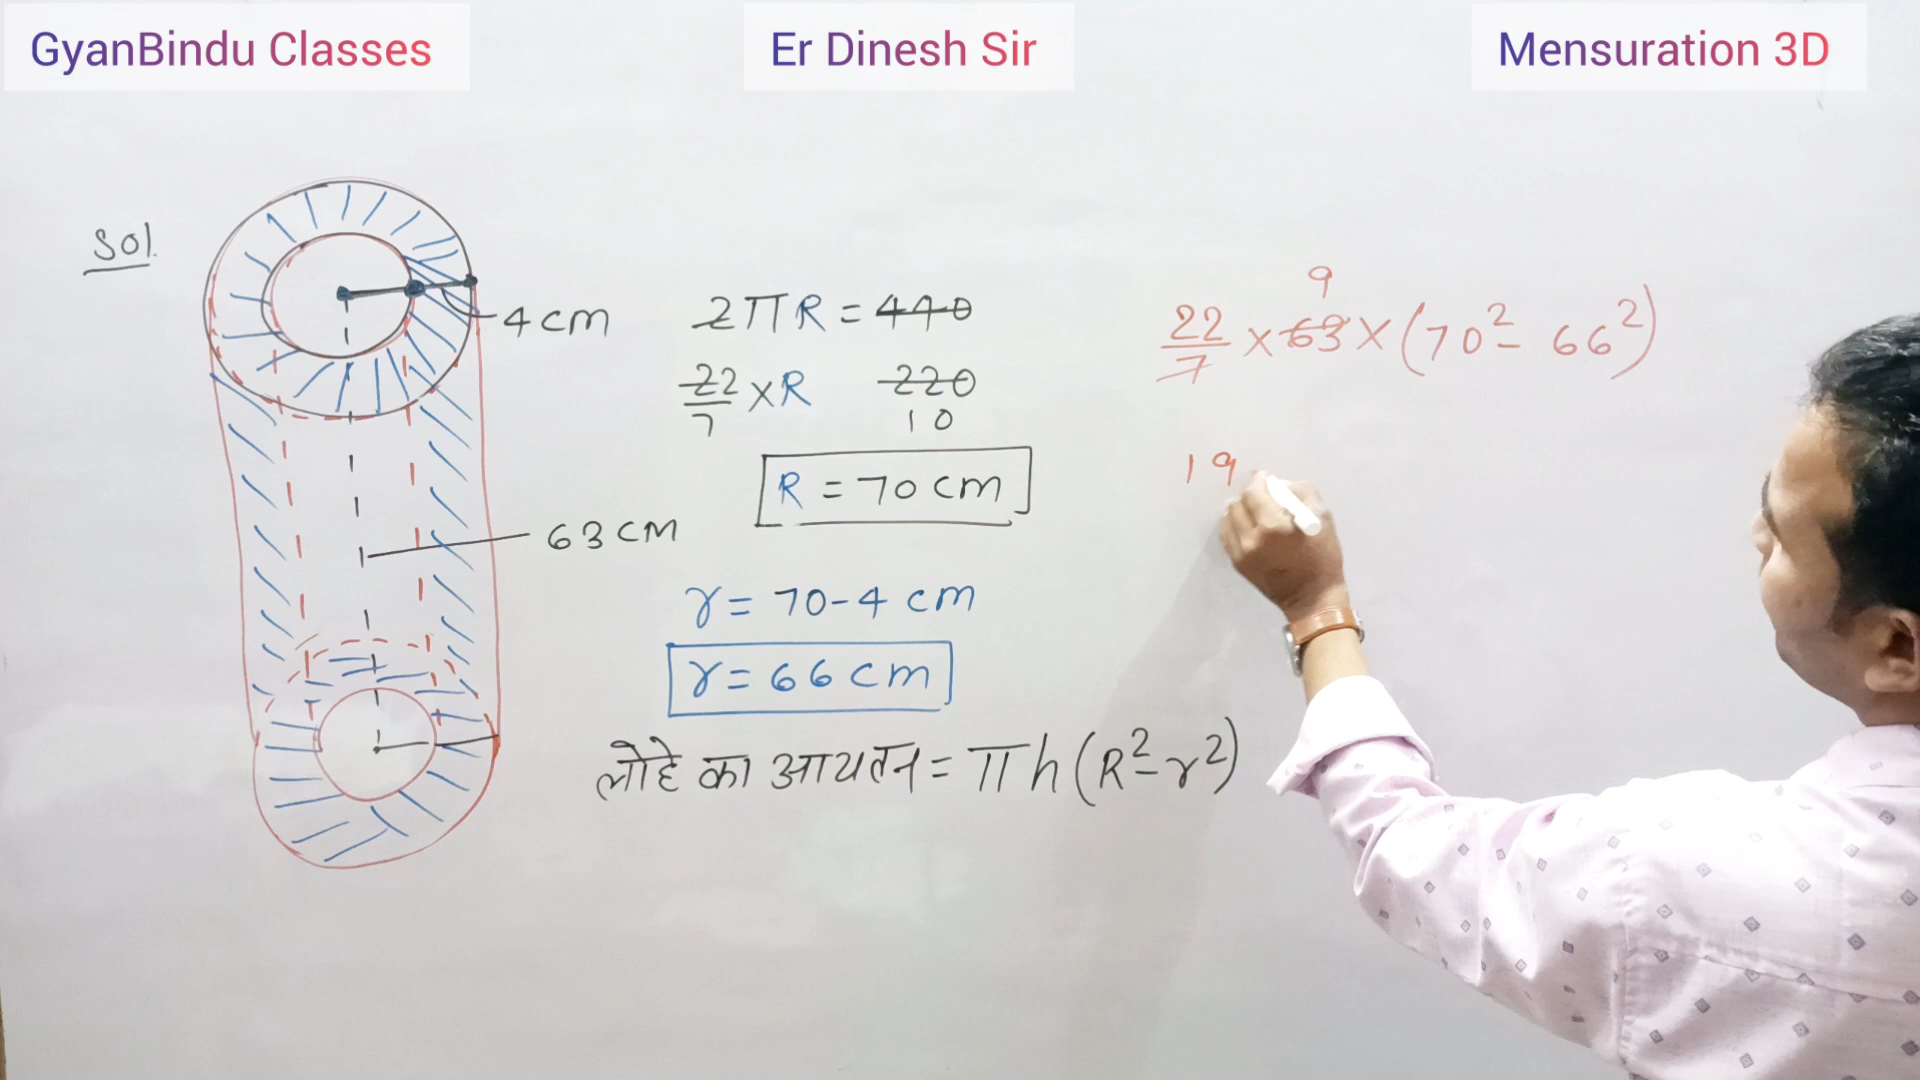 GyanBindu Classes
Er Dinesh Sir
Mensuration 3D
Sol.
4 cm
63 cm
2πR = 440
22/7 × R 220
10
R = 70 cm
r = 70-4 cm
r = 66 cm
लोहे का आयतन = πh(R²-r²)
9
22/7 × 63 × (70² - 66²)
19